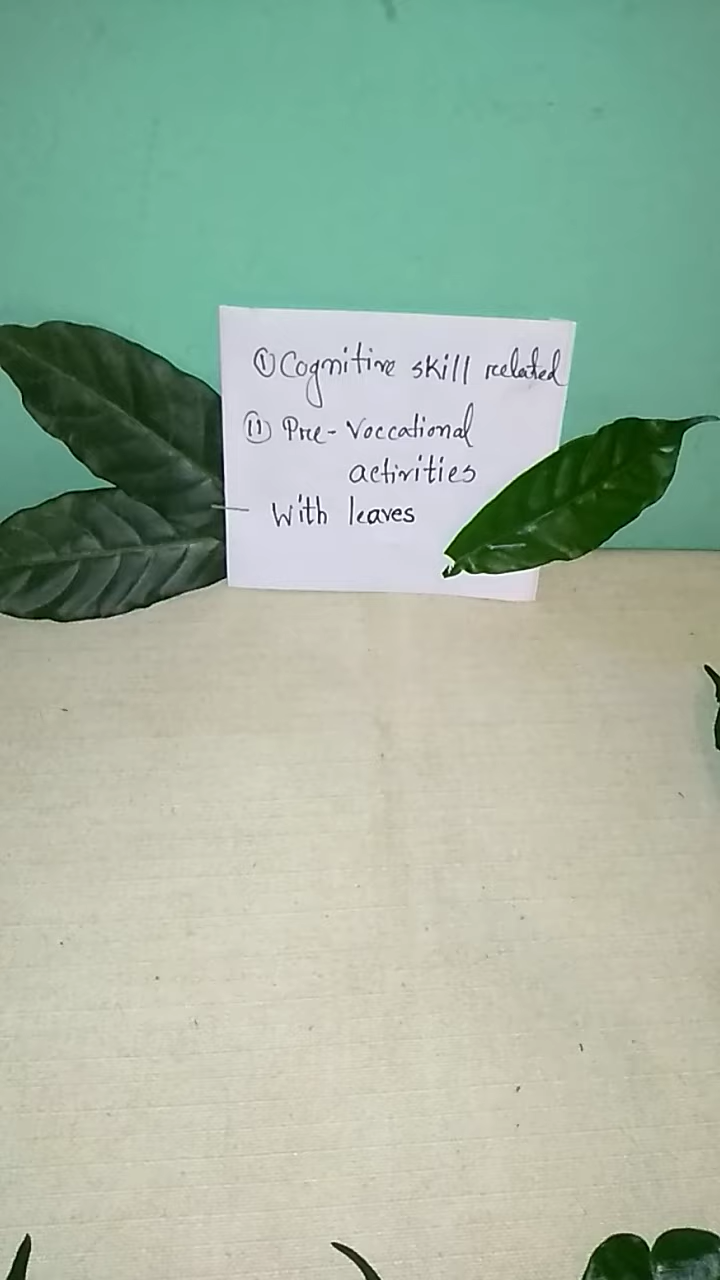 ① Cognitive skill related
⑪ Pre-Voccational
activities
With leaves